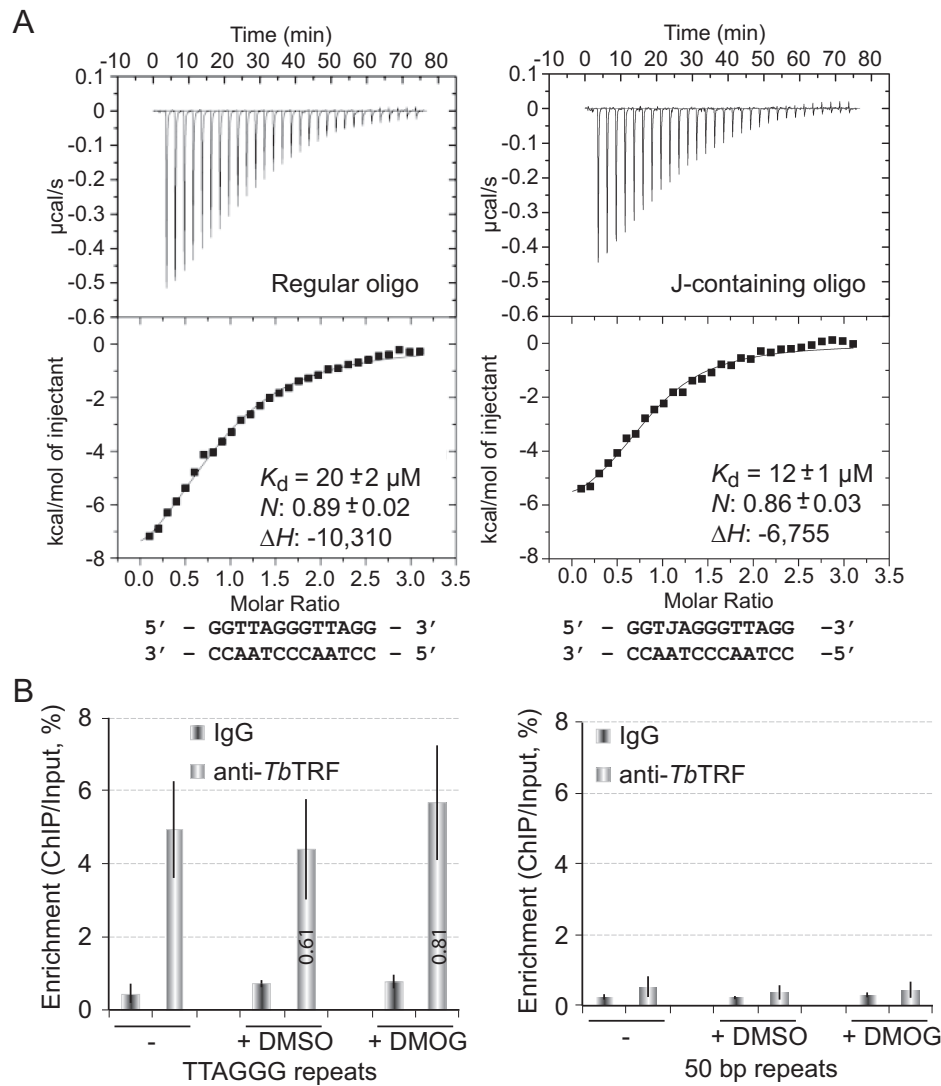 A
Time (min)
-10 0 10 20 30 40 50 60 70 80
0.1
0
-0.1
-0.2
-0.3
-0.4
-0.5
-0.6
µcal/s
Regular oligo
0
-2
-4
-6
-8
kcal/mol of injectant
Kd = 20 ±2 µM
N: 0.89 ±0.02
ΔH: -10,310
0.0 0.5 1.0 1.5 2.0 2.5 3.0 3.5
Molar Ratio
5′ – GGTTAGGGTTAGG – 3′
3′ – CCAATCCCAATCC – 5′
Time (min)
-10 0 10 20 30 40 50 60 70 80
0.1
0
-0.1
-0.2
-0.3
-0.4
-0.5
-0.6
µcal/s
J-containing oligo
0
-2
-4
-6
-8
kcal/mol of injectant
Kd = 12 ±1 µM
N: 0.86 ±0.03
ΔH: -6,755
0.0 0.5 1.0 1.5 2.0 2.5 3.0 3.5
Molar Ratio
5′ – GGTJAGGGTTAGG –3′
3′ – CCAATCCCAATCC –5′
B
Enrichment (ChIP/Input, %)
8
6
4
2
0
IgG
anti-TbTRF
0.61
0.81
- + DMSO + DMOG
TTAGGG repeats
Enrichment (ChIP/Input, %)
8
6
4
2
0
IgG
anti-TbTRF
- + DMSO + DMOG
50 bp repeats